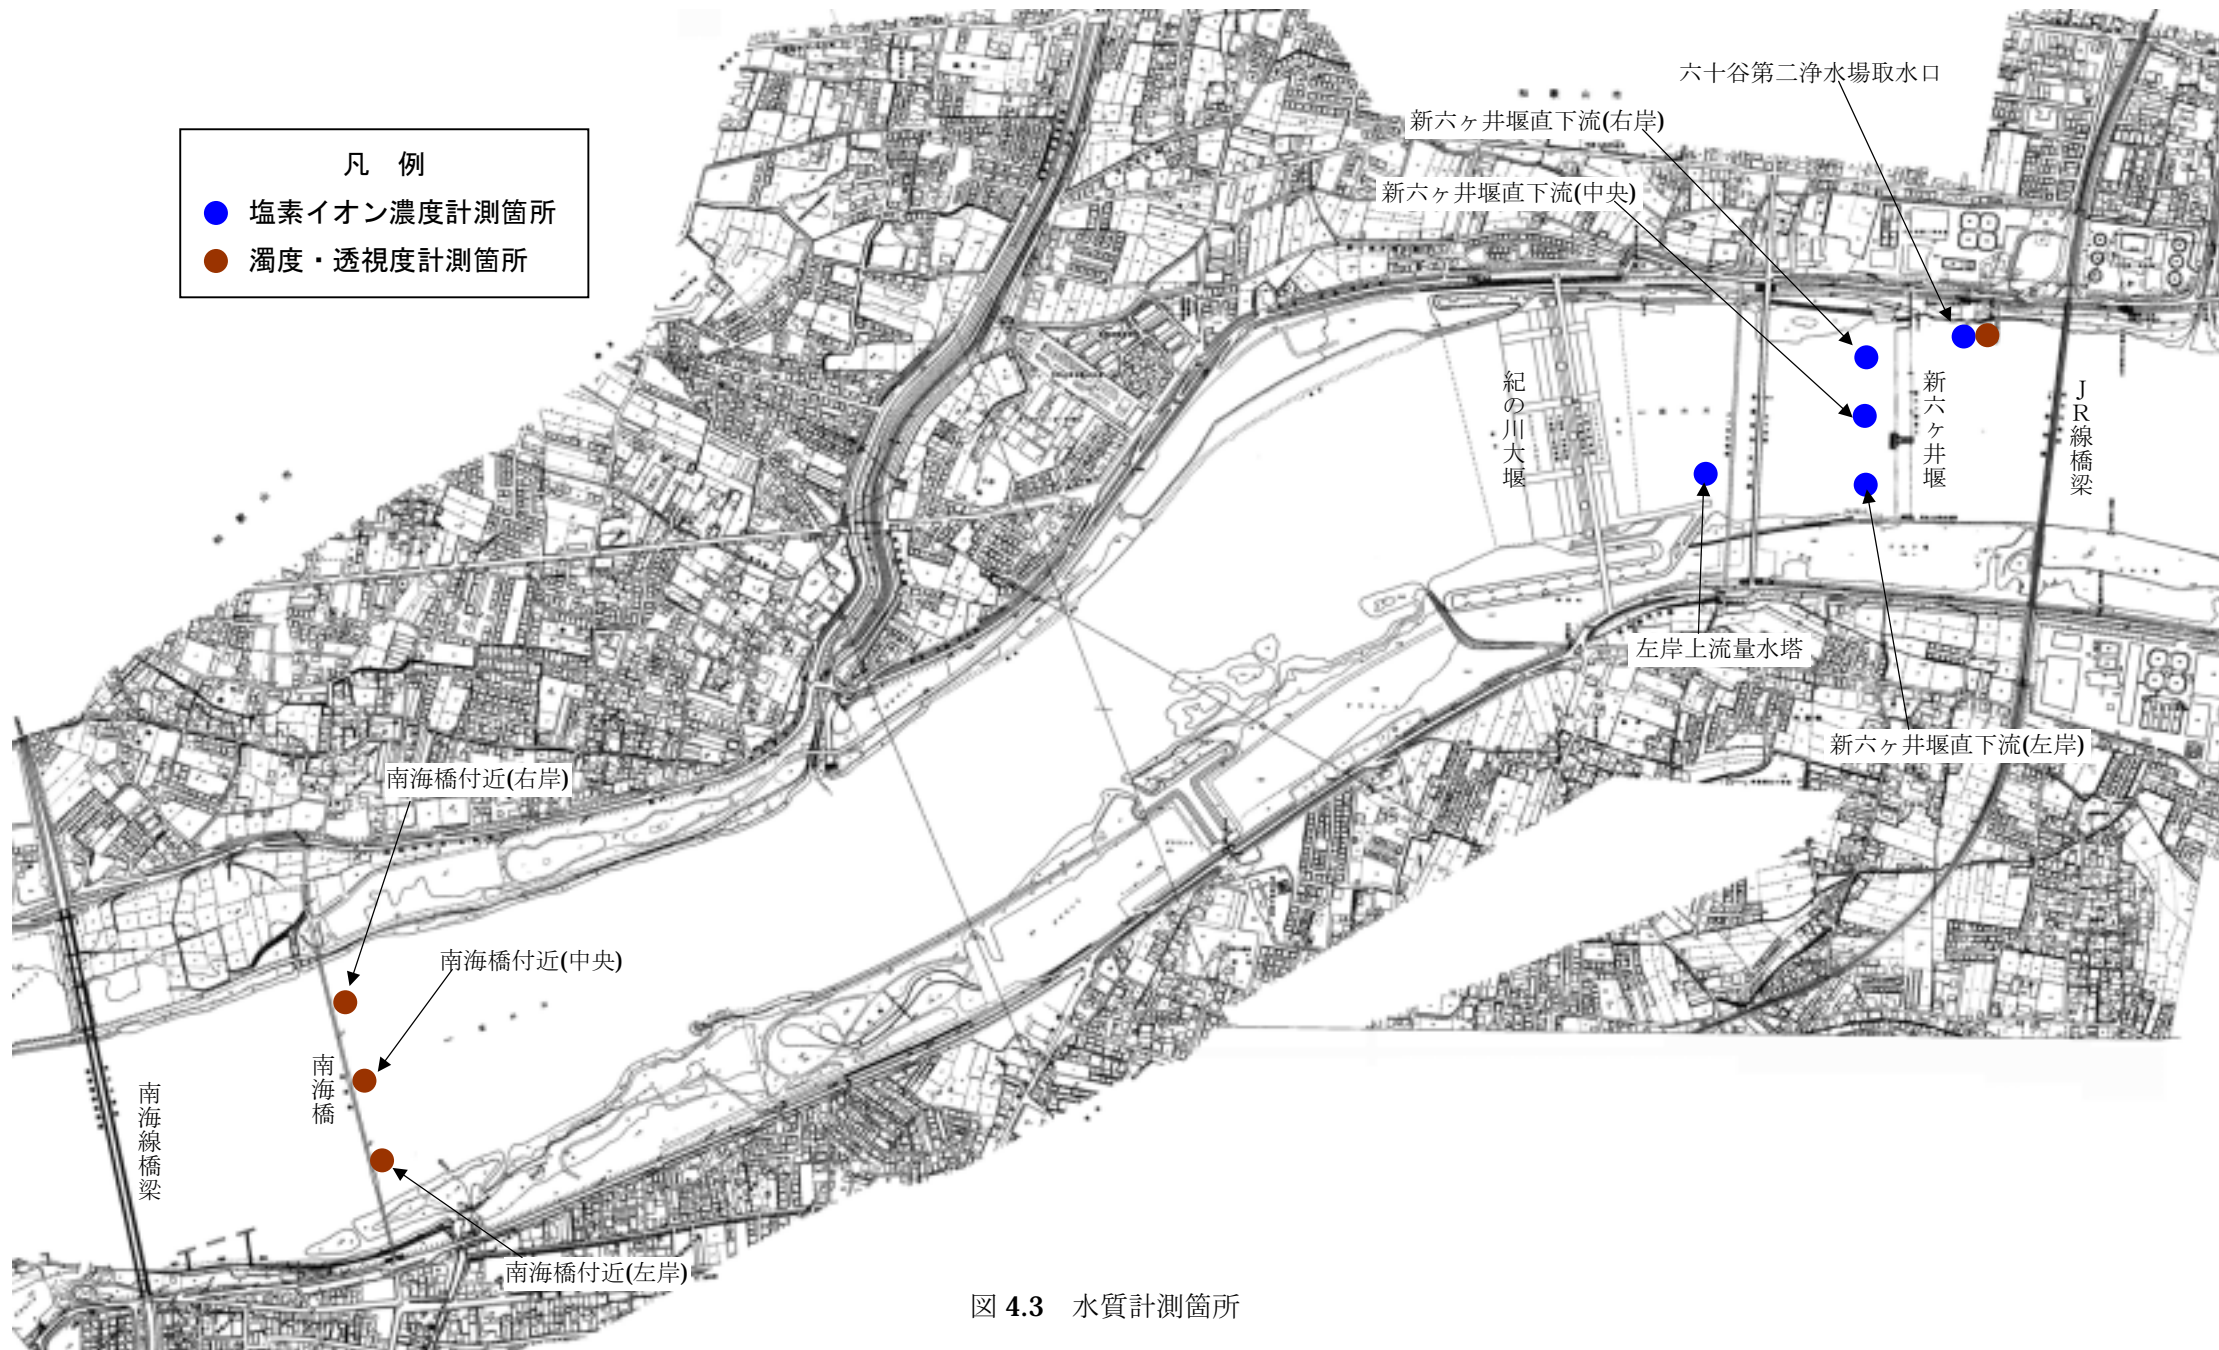 凡 例
塩素イオン濃度計測箇所
濁度・透視度計測箇所
六十谷第二浄水場取水口
新六ヶ井堰直下流(右岸)
新六ヶ井堰直下流(中央)
紀の川大堰
新六ヶ井堰
JR線橋梁
左岸上流量水塔
新六ヶ井堰直下流(左岸)
南海橋付近(右岸)
南海橋付近(中央)
南海橋
南海線橋梁
南海橋付近(左岸)
図 4.3 水質計測箇所